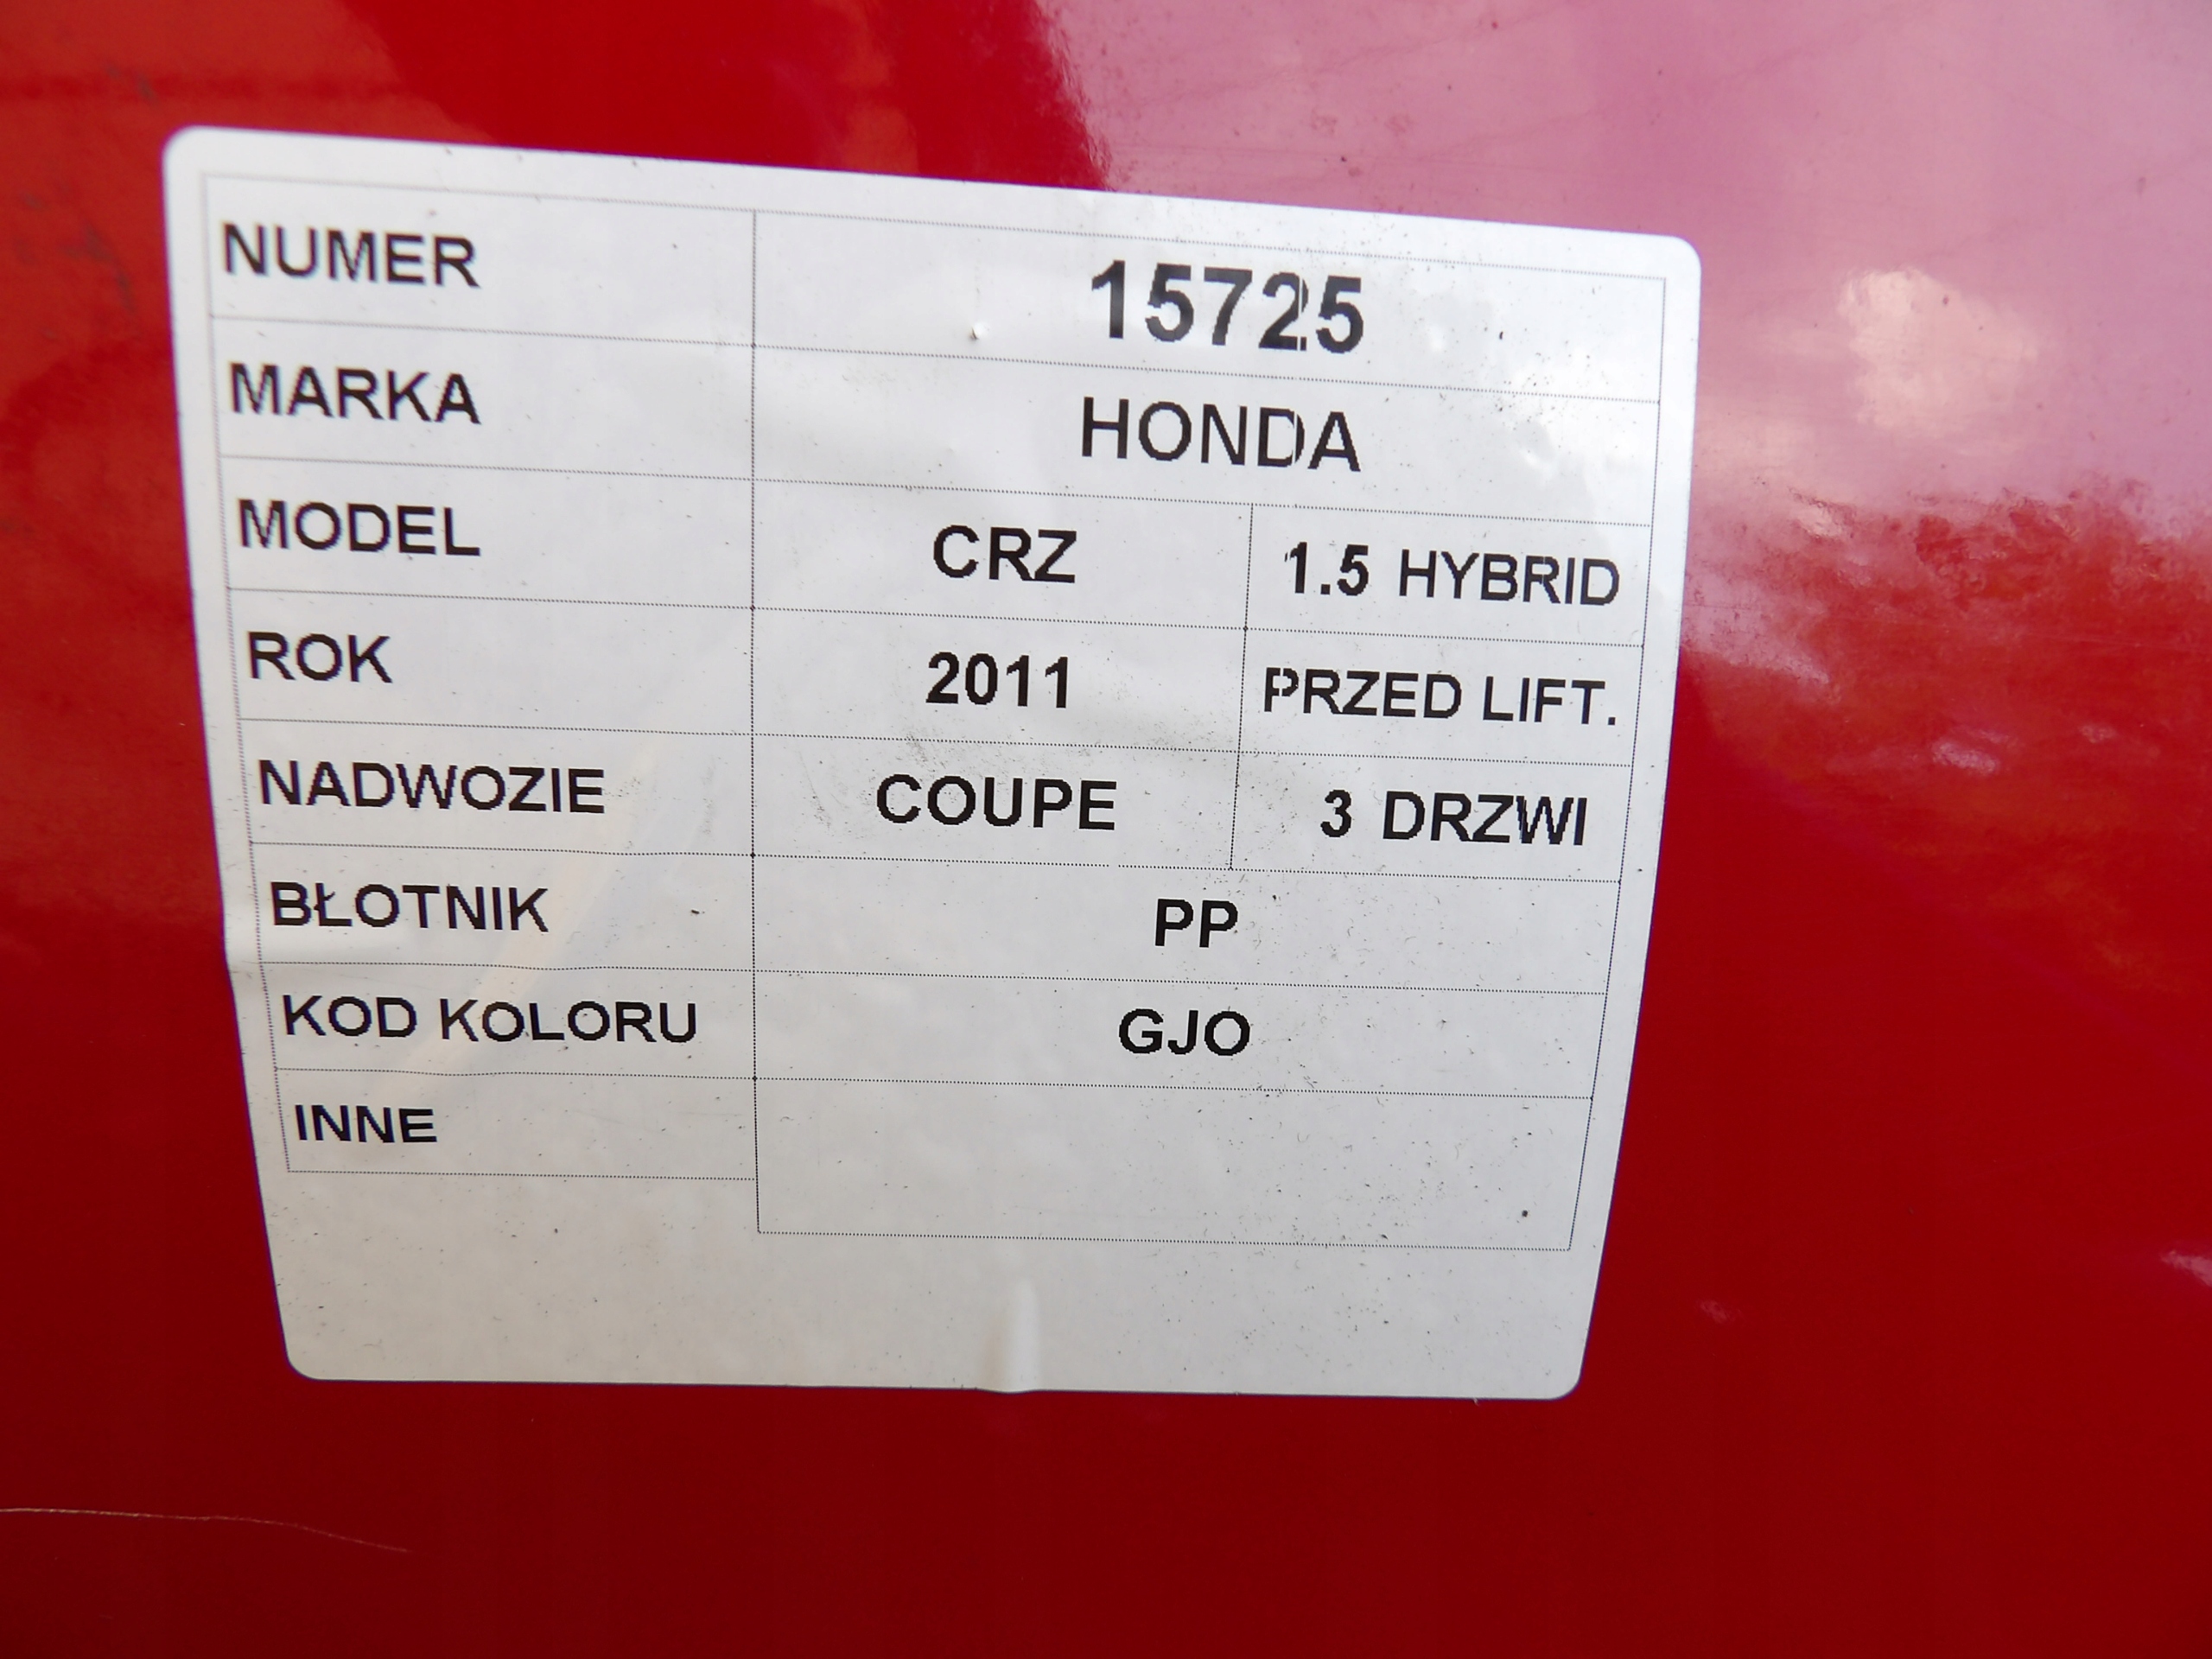 NUMER 15725
MARKA HONDA
MODEL CRZ 1.5 HYBRID
ROK 2011 PRZED LIFT.
NADWOZIE COUPE 3 DRZWI
BŁOTNIK PP
KOD KOLORU GJO
INNE